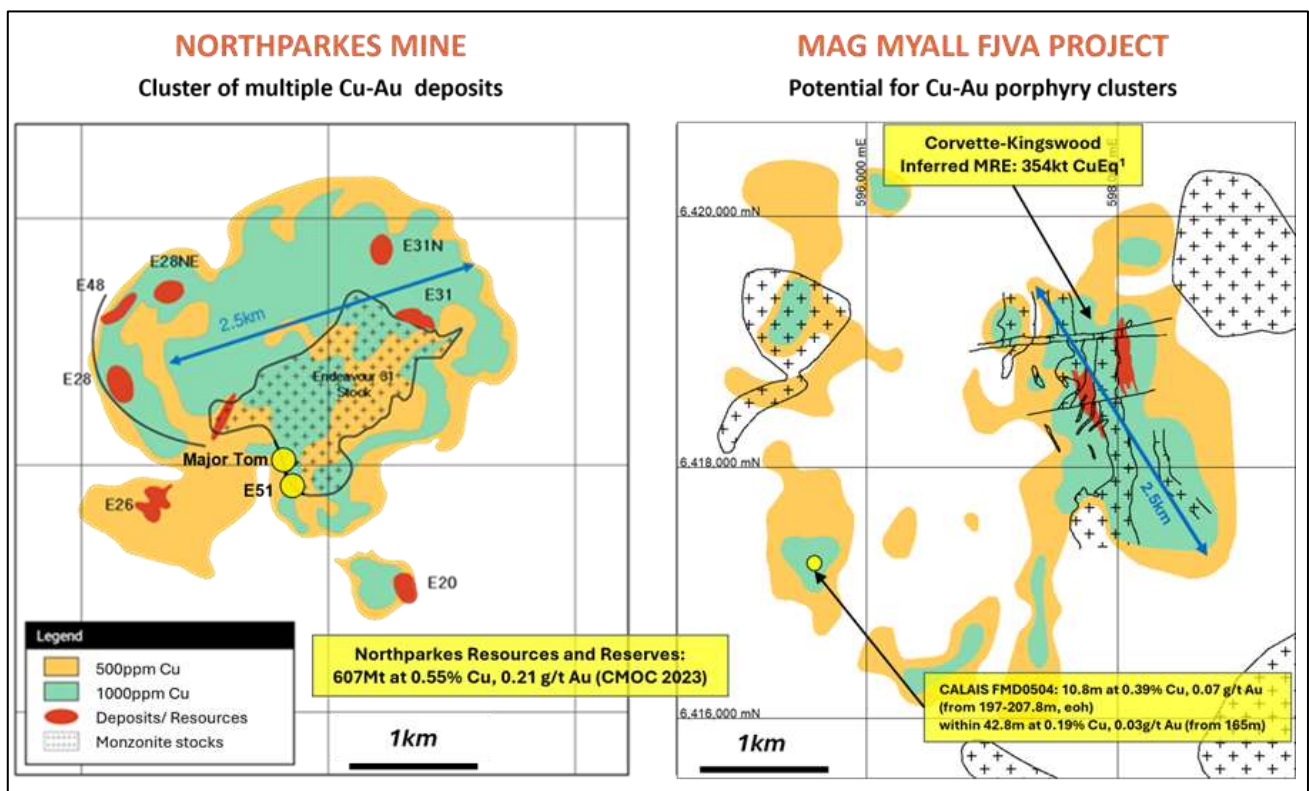 NORTHPARKES MINE
Cluster of multiple Cu-Au deposits
E31N
E28NE
E48
E31
2.5km
E28
Endeavour 31
Stock
Major Tom
E51
E26
E20
Legend
500ppm Cu
1000ppm Cu
Deposits/ Resources
Monzonite stocks
Northparkes Resources and Reserves:
607Mt at 0.55% Cu, 0.21 g/t Au (CMOC 2023)
1km
MAG MYALL FJVA PROJECT
Potential for Cu-Au porphyry clusters
Corvette-Kingswood
Inferred MRE: 354kt CuEq¹
596,000 mE
598,000 mE
6,420,000 mN
6,418,000 mN
2.5km
6,416,000 mN
CALAIS FMD0504: 10.8m at 0.39% Cu, 0.07 g/t Au
(from 197-207.8m, eoh)
within 42.8m at 0.19% Cu, 0.03g/t Au (from 165m)
1km